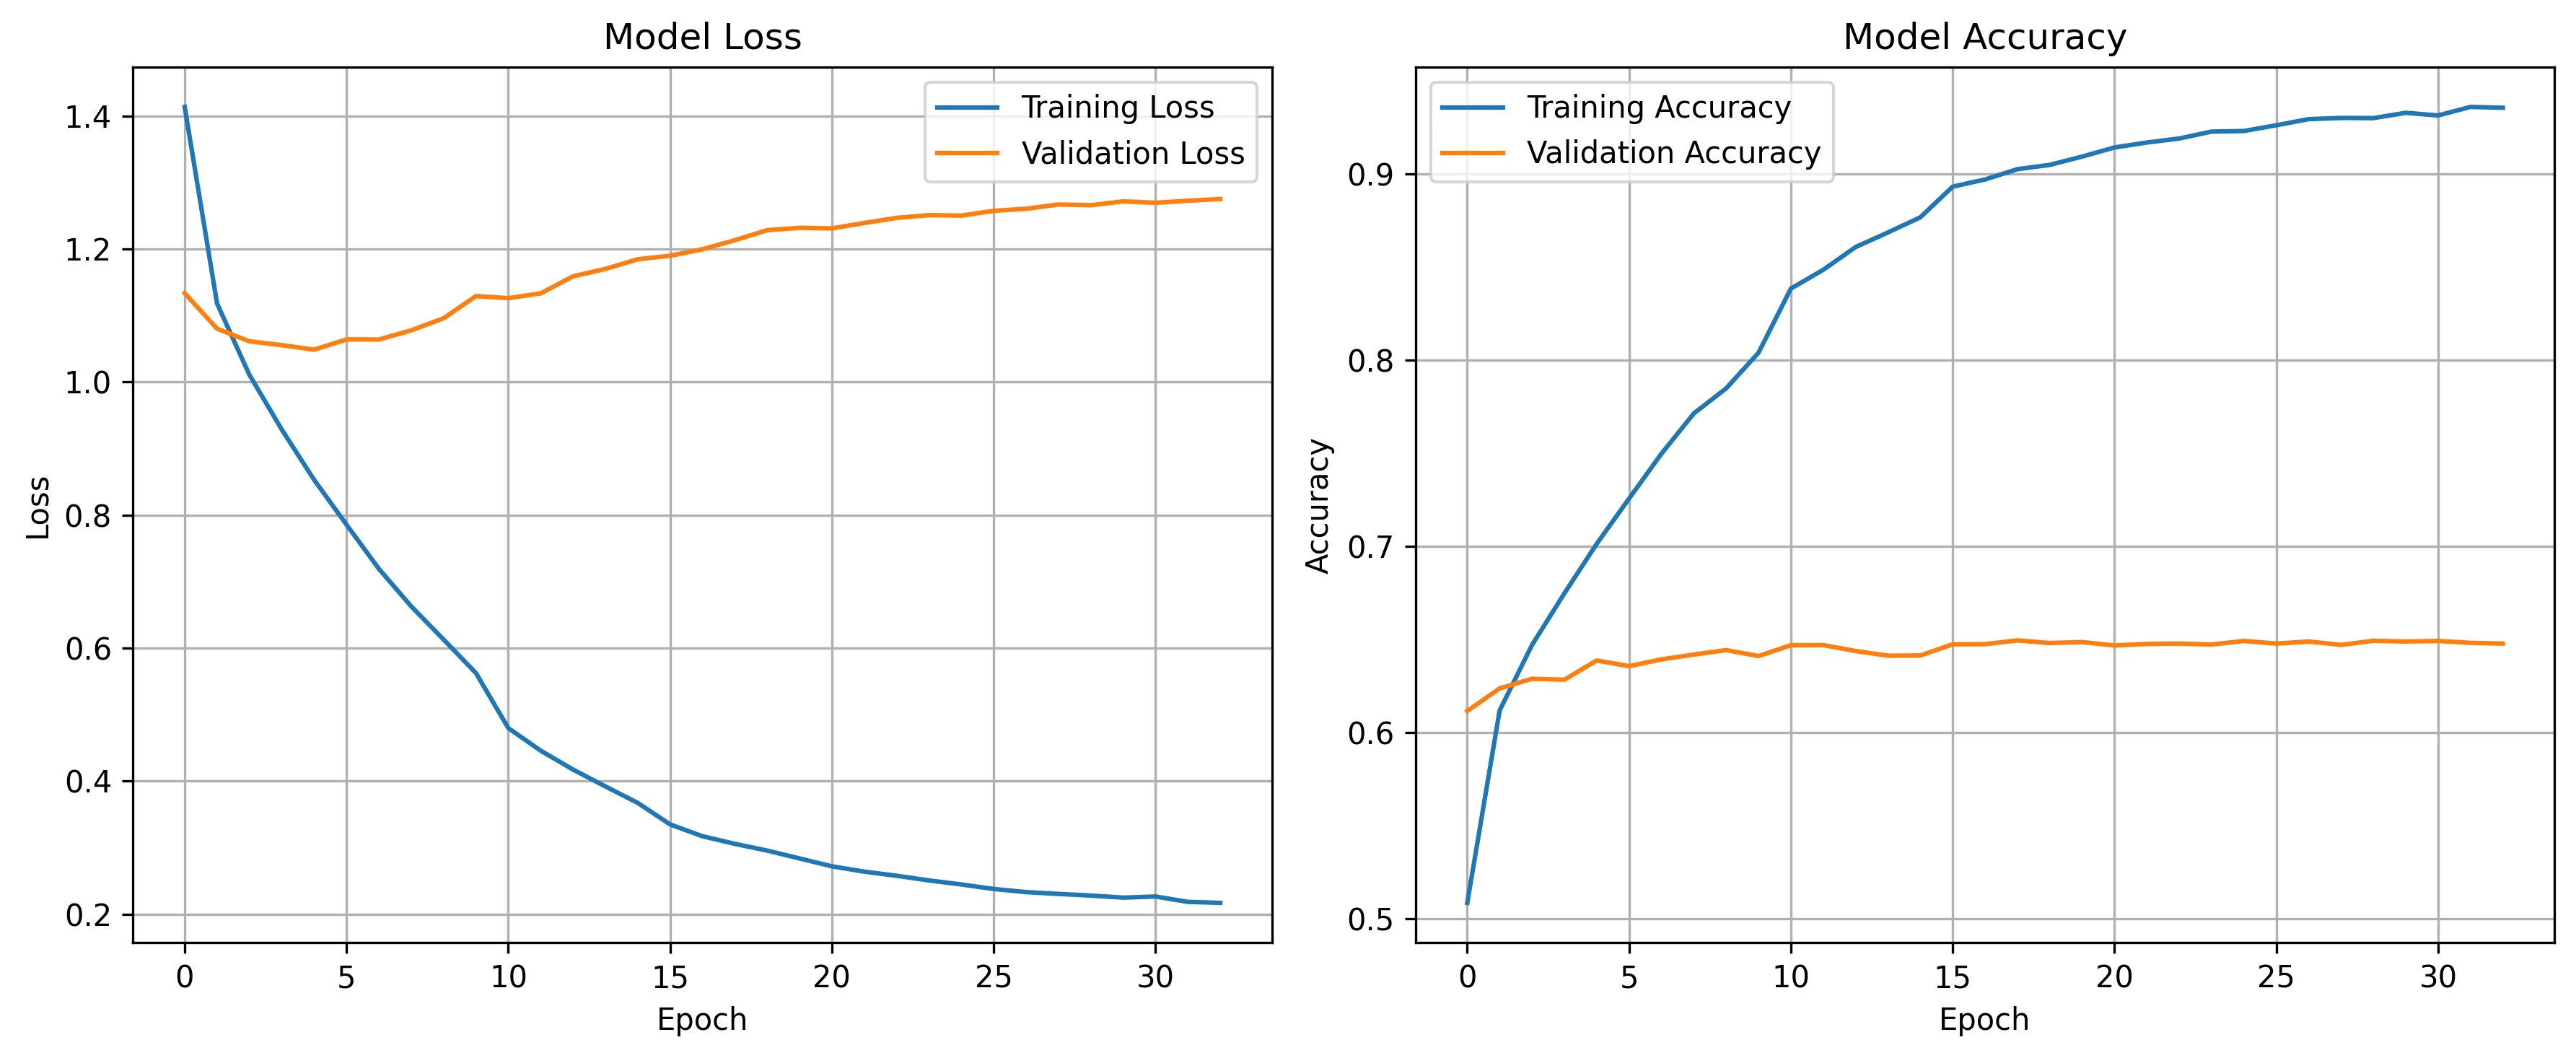 Model Loss
Training Loss
Validation Loss
1.4
1.2
1.0
0.8
0.6
0.4
0.2
Loss
0 5 10 15 20 25 30
Epoch
Model Accuracy
Training Accuracy
Validation Accuracy
0.9
0.8
0.7
0.6
0.5
Accuracy
0 5 10 15 20 25 30
Epoch